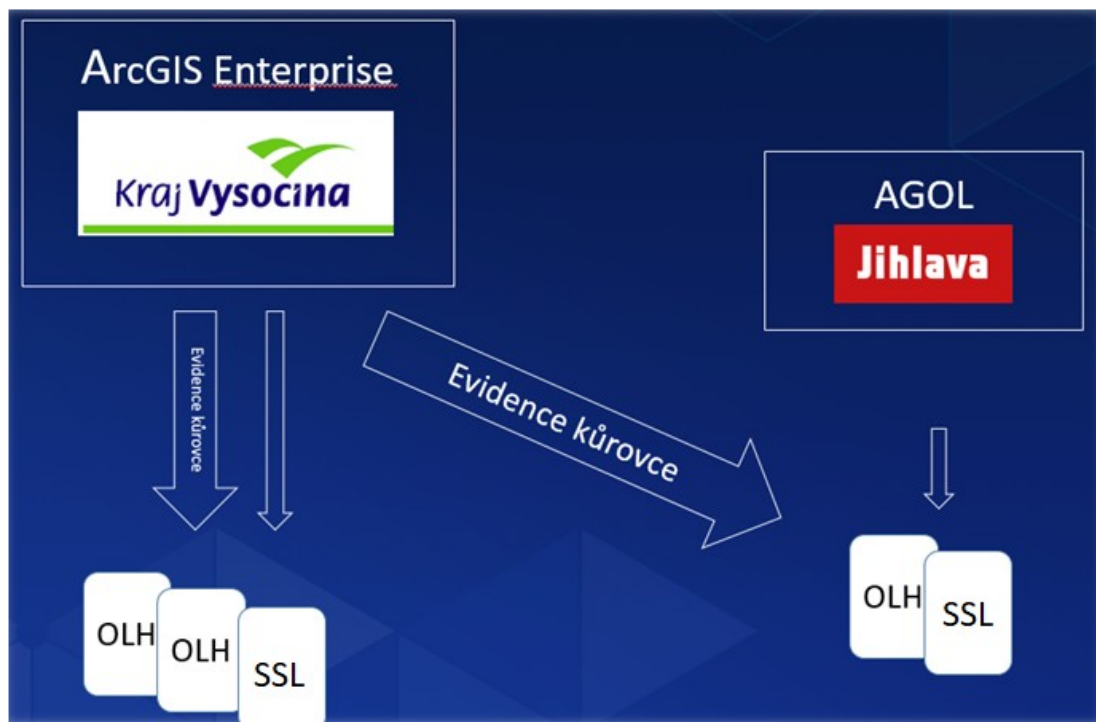 ArcGIS Enterprise
Kraj Vysočina
AGOL
Jihlava
Evidence kůrovce
Evidence kůrovce
OLH
OLH
SSL
OLH
SSL